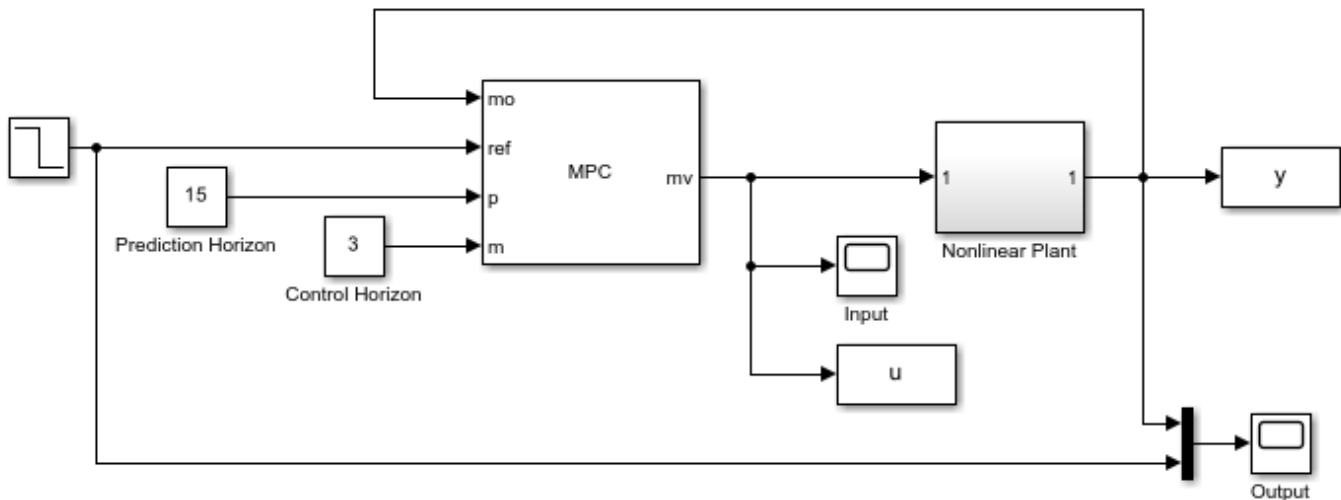 mo
ref
MPC
mv
p
m
15
Prediction Horizon
3
Control Horizon
1
1
Nonlinear Plant
y
Input
u
Output